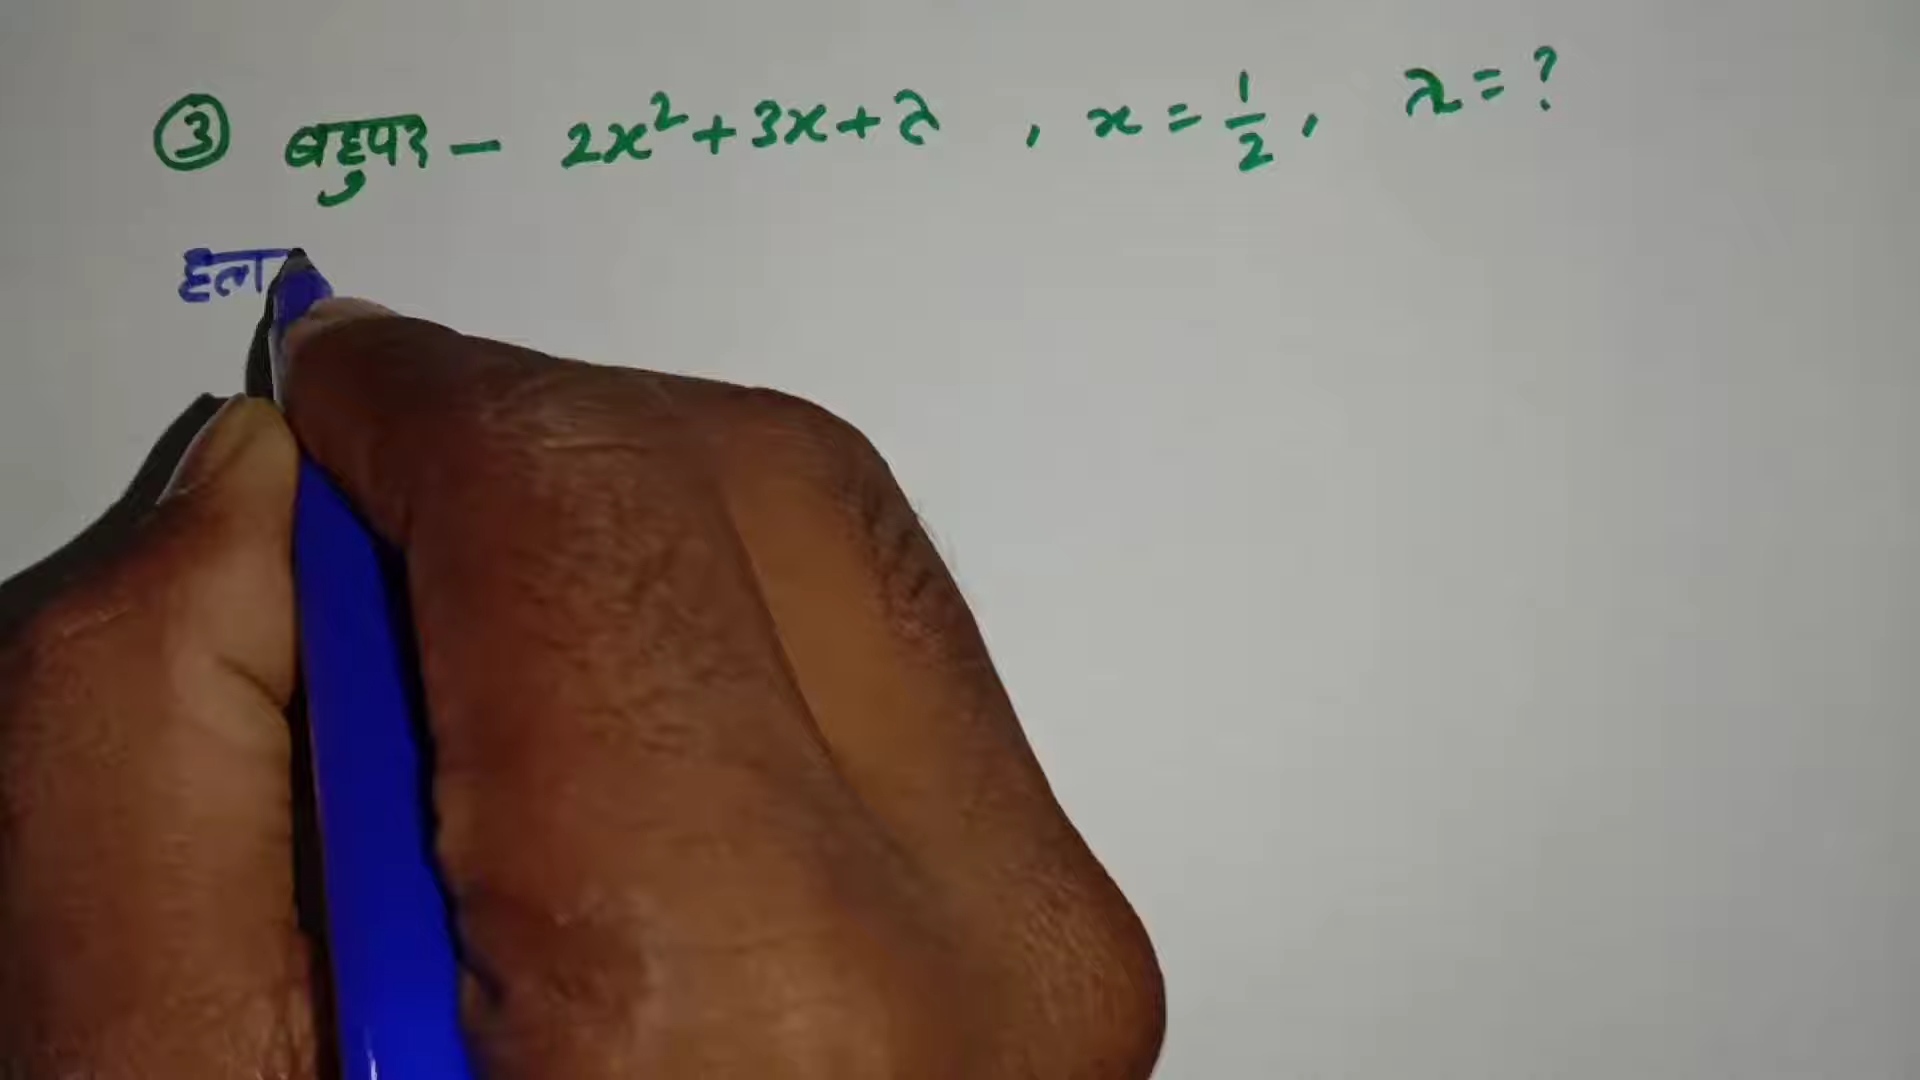 ③ बहुपद - 2x²+3x+λ , x = 1/2 , λ = ?
हल